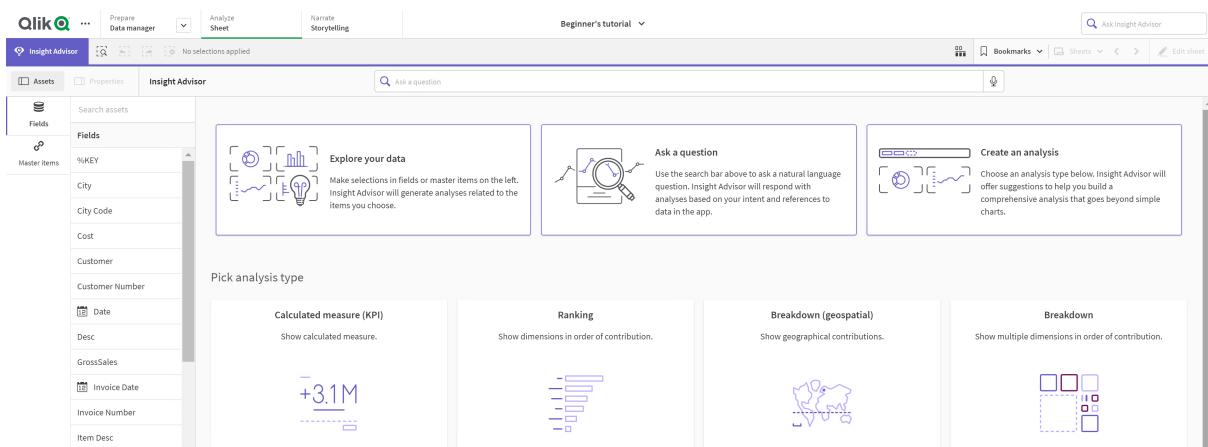 Qlik
Prepare
Data manager
Analyze
Sheet
Narrate
Storytelling
Beginner's tutorial
Ask Insight Advisor
Insight Advisor
No selections applied
Bookmarks
Sheets
Edit sheet
Assets
Properties
Insight Advisor
Ask a question
Fields
Master items
Search assets
Fields
%KEY
City
City Code
Cost
Customer
Customer Number
Date
Desc
GrossSales
Invoice Date
Invoice Number
Item Desc
Explore your data
Make selections in fields or master items on the left.
Insight Advisor will generate analyses related to the
items you choose.
Ask a question
Use the search bar above to ask a natural language
question. Insight Advisor will respond with
analyses based on your intent and references to
data in the app.
Create an analysis
Choose an analysis type below. Insight Advisor will
offer suggestions to help you build a
comprehensive analysis that goes beyond simple
charts.
Pick analysis type
Calculated measure (KPI)
Show calculated measure.
+3.1M
Ranking
Show dimensions in order of contribution.
Breakdown (geospatial)
Show geographical contributions.
Breakdown
Show multiple dimensions in order of contribution.